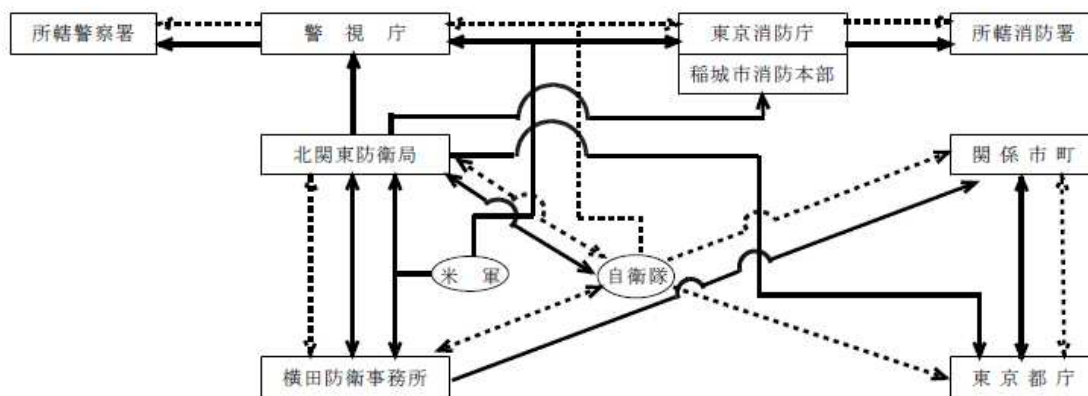 所轄警察署
警視庁
東京消防庁
所轄消防署
稲城市消防本部
北関東防衛局
関係市町
米軍
自衛隊
横田防衛事務所
東京都庁